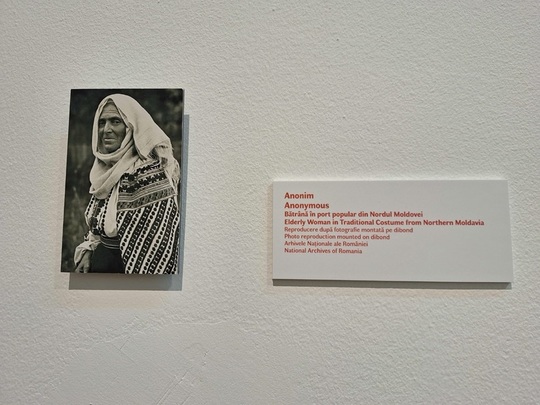 Anonim
Anonymous
Bătrână în port popular din Nordul Moldovei
Elderly Woman in Traditional Costume from Northern Moldavia
Reproducere după fotografie montată pe dibond
Photo reproduction mounted on dibond
Arhivele Naționale ale României
National Archives of Romania